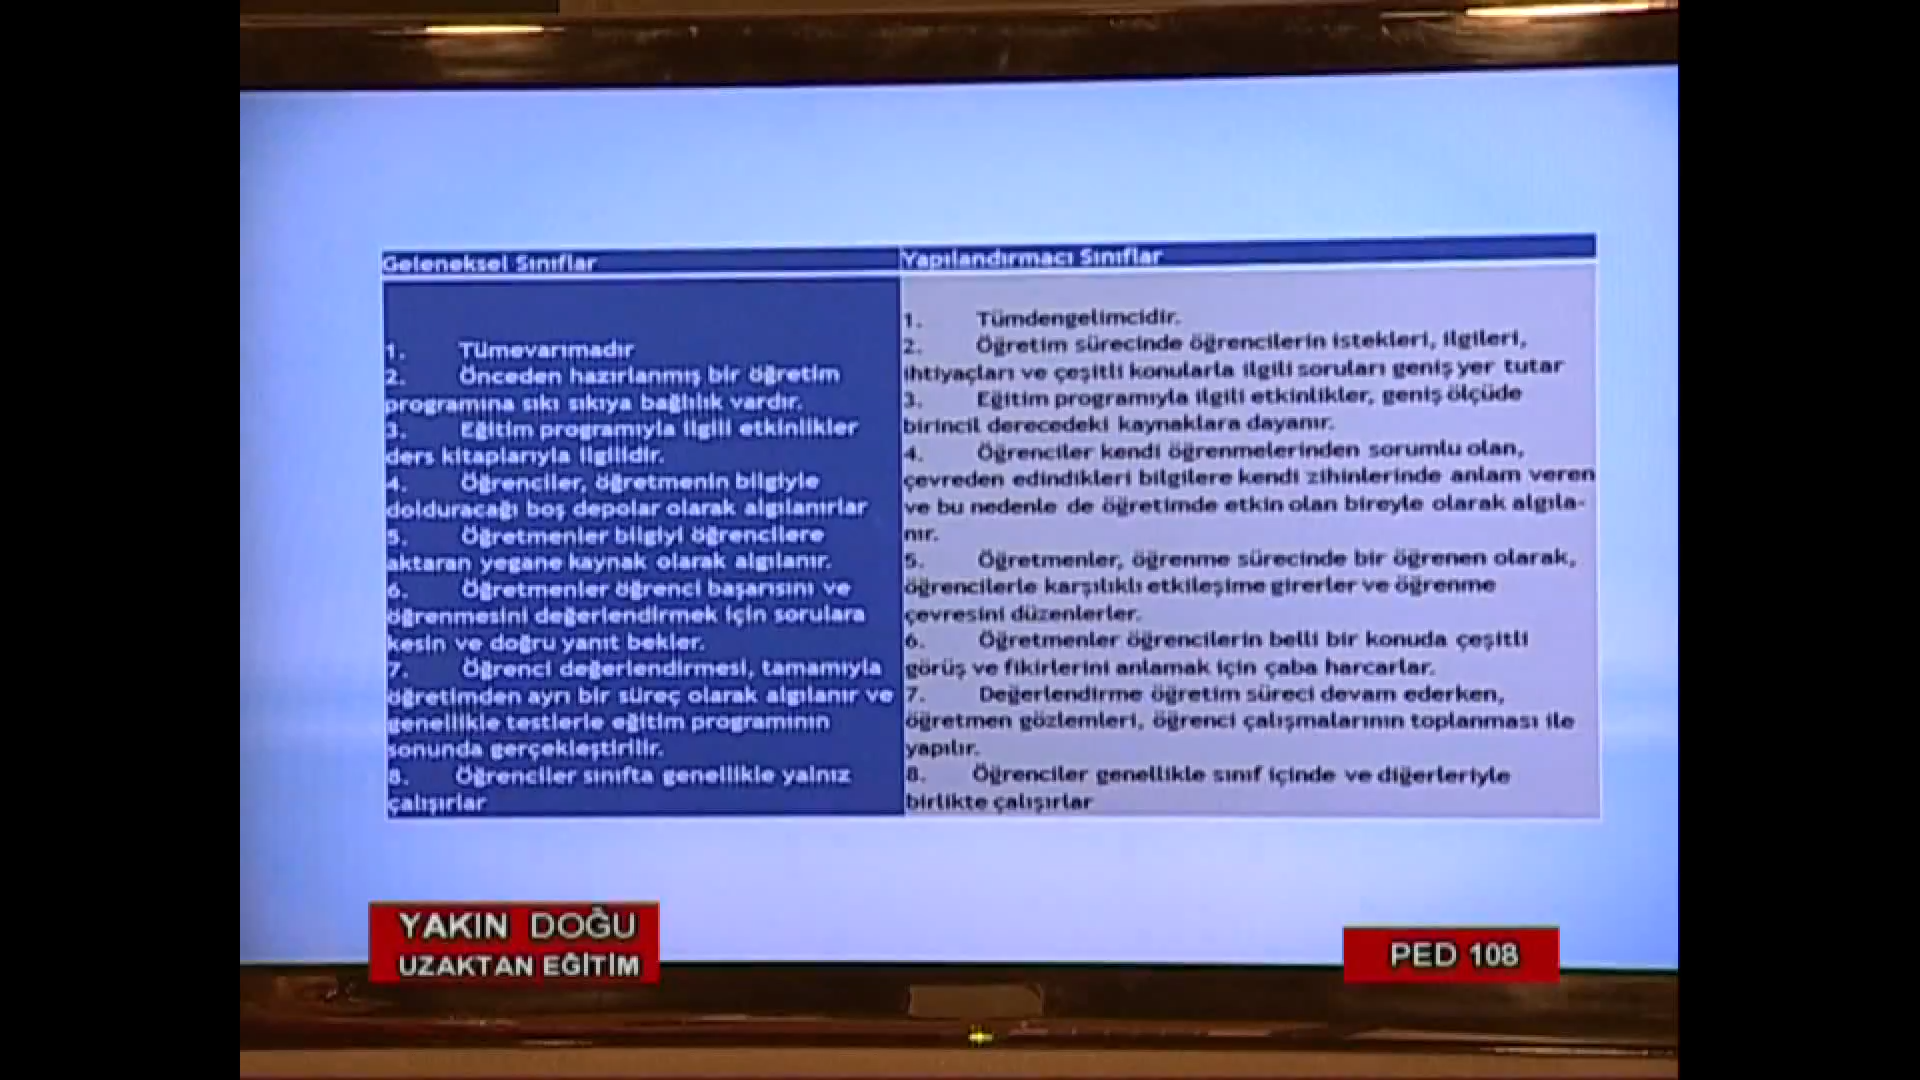 Geleneksel Sınıflar
1. Tümevarımadır
2. Önceden hazırlanmış bir öğretim
programına sıkı sıkıya bağlılık vardır.
3. Eğitim programıyla ilgili etkinlikler
ders kitaplarıyla ilgilidir.
4. Öğrenciler, öğretmenin bilgiyle
dolduracağı boş depolar olarak algılanırlar
5. Öğretmenler bilgiyi öğrencilere
aktaran yegane kaynak olarak algılanır.
6. Öğretmenler öğrenci başarısını ve
öğrenmesini değerlendirmek için sorulara
kesin ve doğru yanıt bekler.
7. Öğrenci değerlendirmesi, tamamıyla
öğretimden ayrı bir süreç olarak algılanır ve
genellikle testlerle eğitim programının
sonunda gerçekleştirilir.
8. Öğrenciler sınıfta genellikle yalnız
çalışırlar
Yapılandırmacı Sınıflar
1. Tümdengelimcidir.
2. Öğretim sürecinde öğrencilerin istekleri, ilgileri,
ihtiyaçları ve çeşitli konularla ilgili soruları geniş yer tutar
3. Eğitim programıyla ilgili etkinlikler, geniş ölçüde
birincil derecedeki kaynaklara dayanır.
4. Öğrenciler kendi öğrenmelerinden sorumlu olan,
çevreden edindikleri bilgilere kendi zihinlerinde anlam veren
ve bu nedenle de öğretimde etkin olan bireyle olarak algıla-
nır.
5. Öğretmenler, öğrenme sürecinde bir öğrenen olarak,
öğrencilerle karşılıklı etkileşime girerler ve öğrenme
çevresini düzenlerler.
6. Öğretmenler öğrencilerin belli bir konuda çeşitli
görüş ve fikirlerini anlamak için çaba harcarlar.
7. Değerlendirme öğretim süreci devam ederken,
öğretmen gözlemleri, öğrenci çalışmalarının toplanması ile
yapılır.
8. Öğrenciler genellikle sınıf içinde ve diğerleriyle
birlikte çalışırlar
YAKIN DOĞU
UZAKTAN EĞİTİM
PED 108